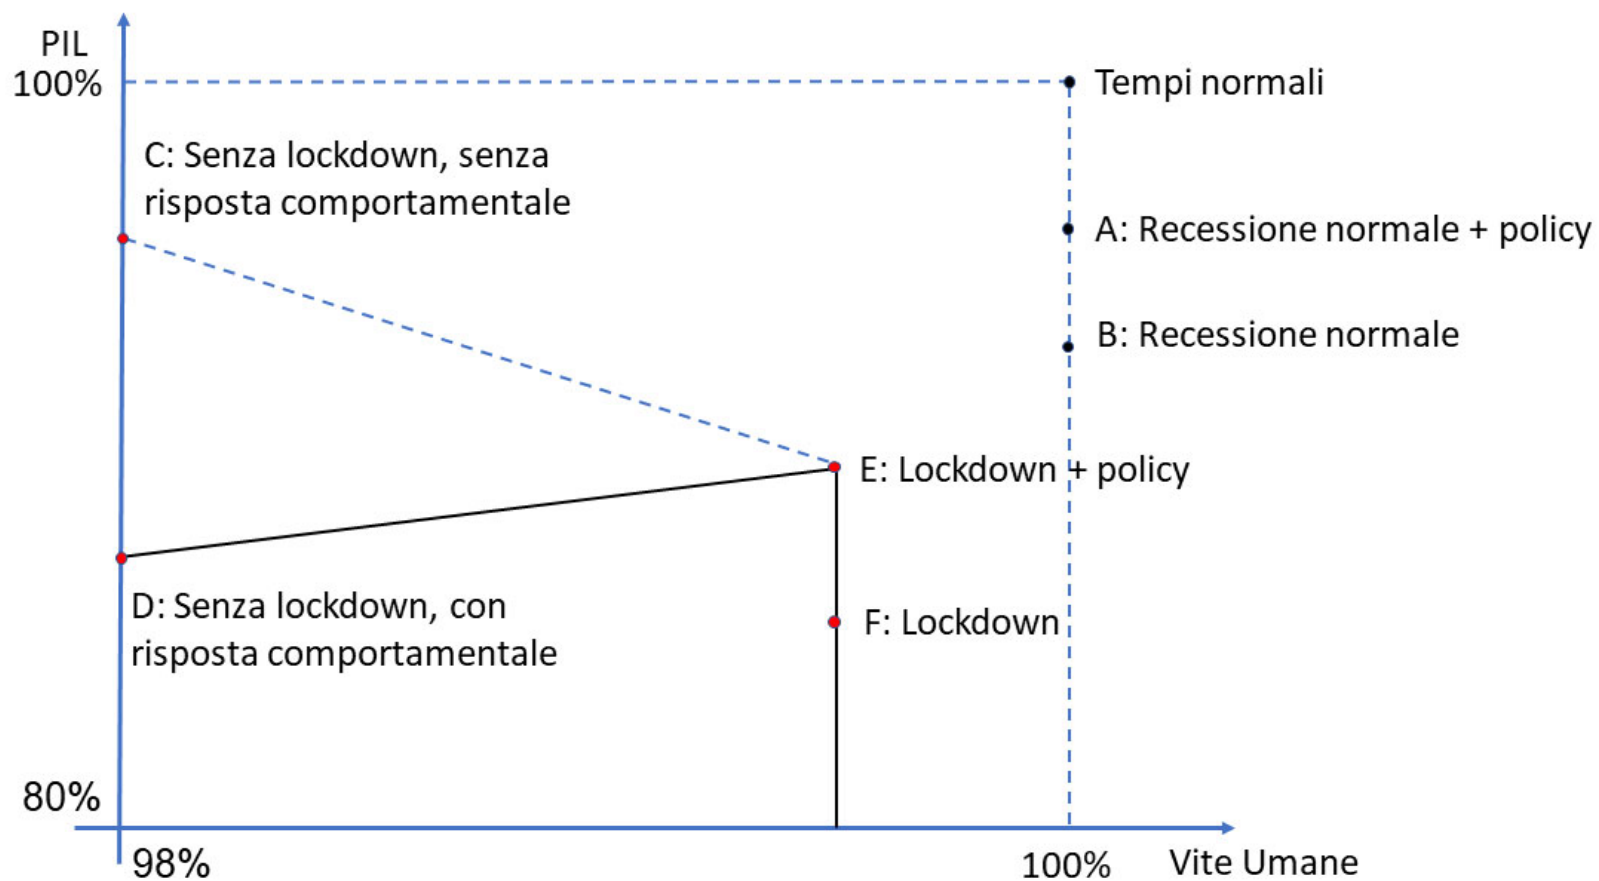 PIL
100%
Tempi normali
C: Senza lockdown, senza
risposta comportamentale
A: Recessione normale + policy
B: Recessione normale
E: Lockdown + policy
D: Senza lockdown, con
risposta comportamentale
F: Lockdown
80%
98%
100%
Vite Umane